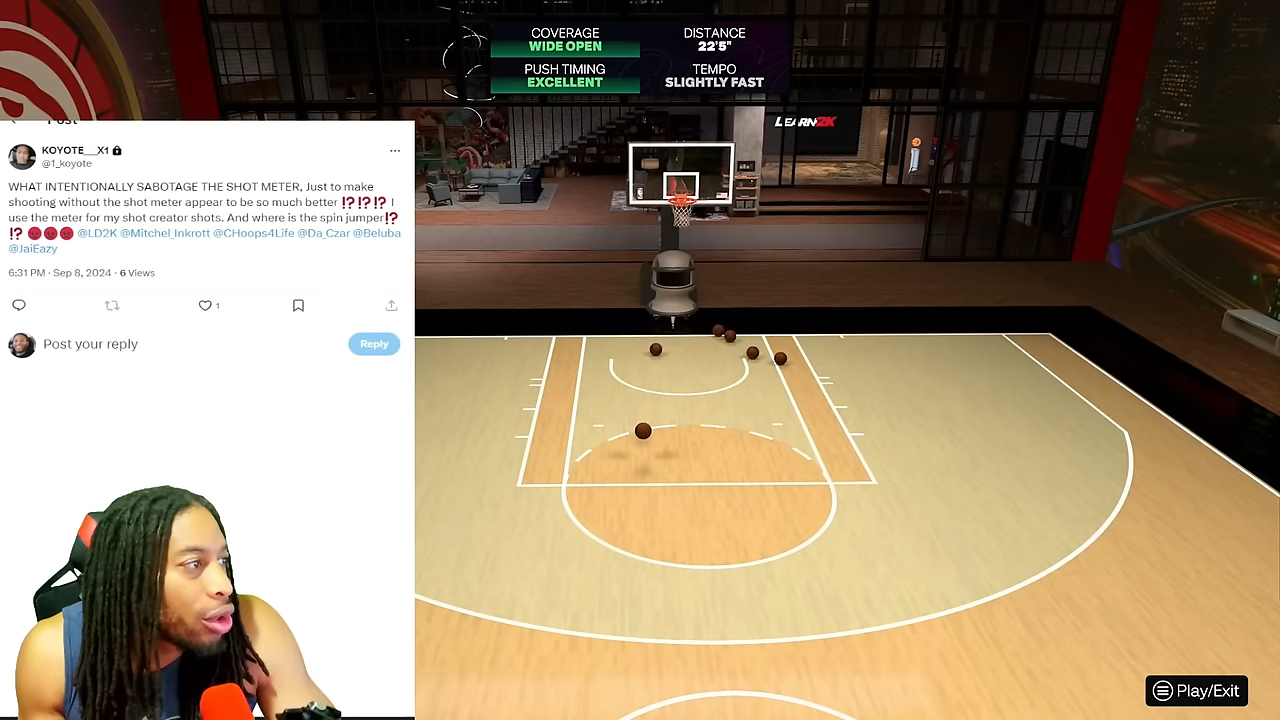 COVERAGE
WIDE OPEN
DISTANCE
22'5"
PUSH TIMING
EXCELLENT
TEMPO
SLIGHTLY FAST
LEARN2K
Post
KOYOTE___X1
@1_koyote
WHAT INTENTIONALLY SABOTAGE THE SHOT METER, Just to make
shooting without the shot meter appear to be so much better ⁉️⁉️⁉️ I
use the meter for my shot creator shots. And where is the spin jumper⁉️
⁉️ 😡😡😡 @LD2K @Mitchel_Inkrott @CHoops4Life @Da_Czar @Beluba
@JaiEazy
6:31 PM · Sep 8, 2024 · 6 Views
1
Post your reply
Reply
Play/Exit